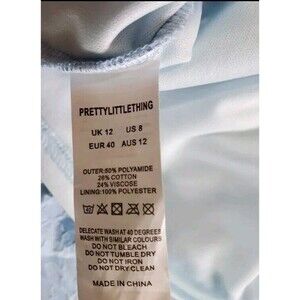 PRETTYLITTLETHING
UK 12 US 8
EUR 40 AUS 12
OUTER:50% POLYAMIDE
26% COTTON
24% VISCOSE
LINING:100% POLYESTER
DELECATE WASH AT 40 DEGREES
WASH WITH SIMILAR COLOURS
DO NOT BLEACH
DO NOT TUMBLE DRY
DO NOT IRON
DO NOT DRY CLEAN
MADE IN CHINA